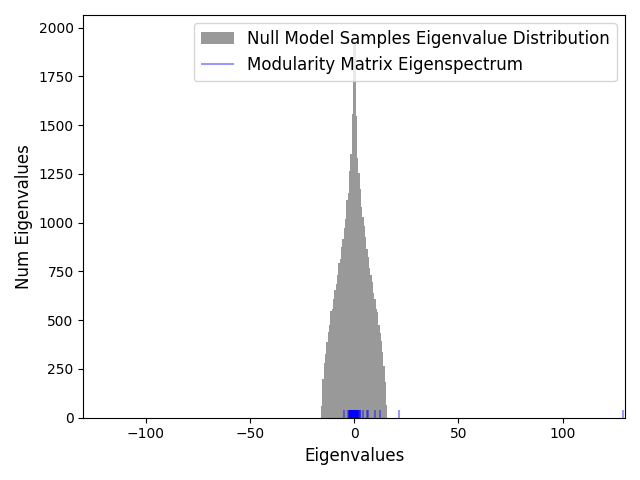 Null Model Samples Eigenvalue Distribution
Modularity Matrix Eigenspectrum
2000
1750
1500
1250
1000
750
500
250
0
Num Eigenvalues
−100 −50 0 50 100
Eigenvalues